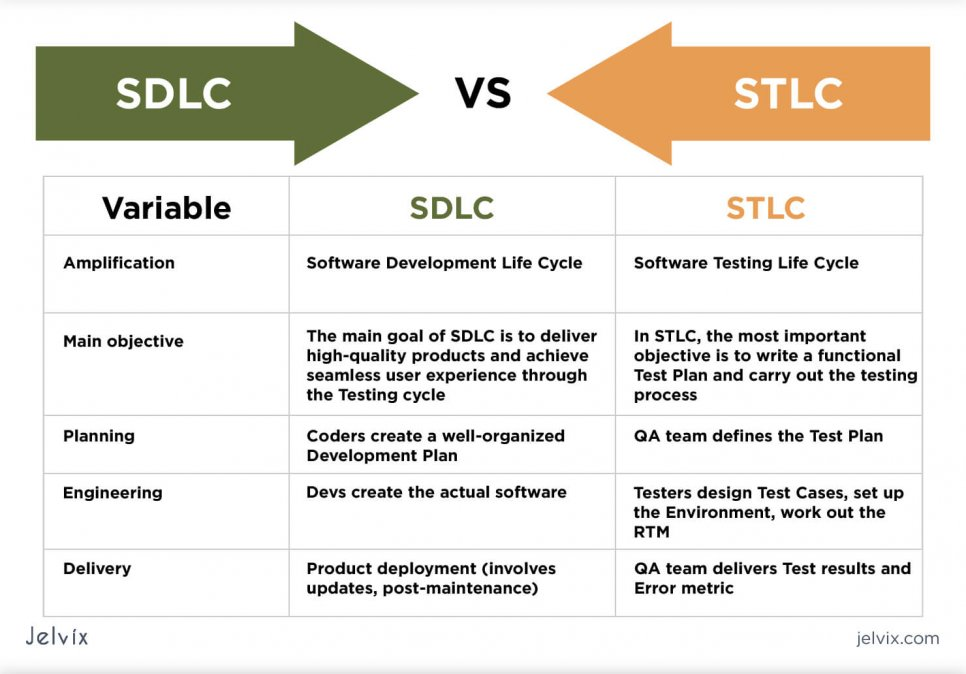 SDLC
VS
STLC
Variable
SDLC
STLC
Amplification
Software Development Life Cycle
Software Testing Life Cycle
Main objective
The main goal of SDLC is to deliver
high-quality products and achieve
seamless user experience through
the Testing cycle
In STLC, the most important
objective is to write a functional
Test Plan and carry out the testing
process
Planning
Coders create a well-organized
Development Plan
QA team defines the Test Plan
Engineering
Devs create the actual software
Testers design Test Cases, set up
the Environment, work out the
RTM
Delivery
Product deployment (involves
updates, post-maintenance)
QA team delivers Test results and
Error metric
Jelvix
jelvix.com